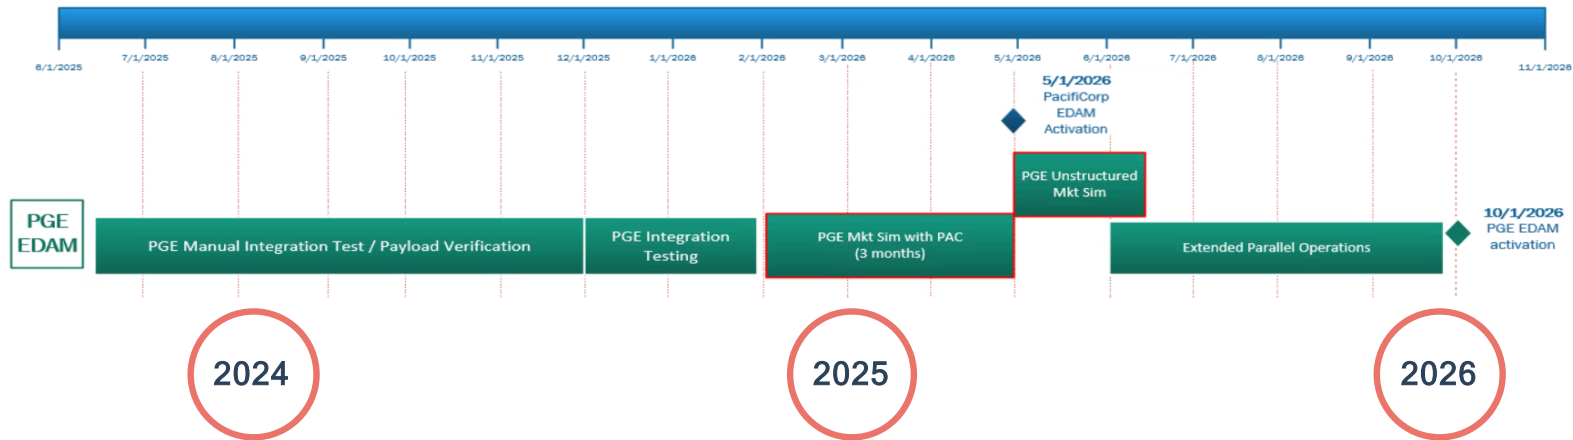 6/1/2025
7/1/2025
8/1/2025
9/1/2025
10/1/2025
11/1/2025
12/1/2025
1/1/2026
2/1/2026
3/1/2026
4/1/2026
5/1/2026
6/1/2026
7/1/2026
8/1/2026
9/1/2026
10/1/2026
11/1/2026
5/1/2026
PacifiCorp
EDAM
Activation
PGE Unstructured
Mkt Sim
PGE
EDAM
PGE Manual Integration Test / Payload Verification
PGE Integration
Testing
PGE Mkt Sim with PAC
(3 months)
Extended Parallel Operations
10/1/2026
PGE EDAM
activation
2024
2025
2026